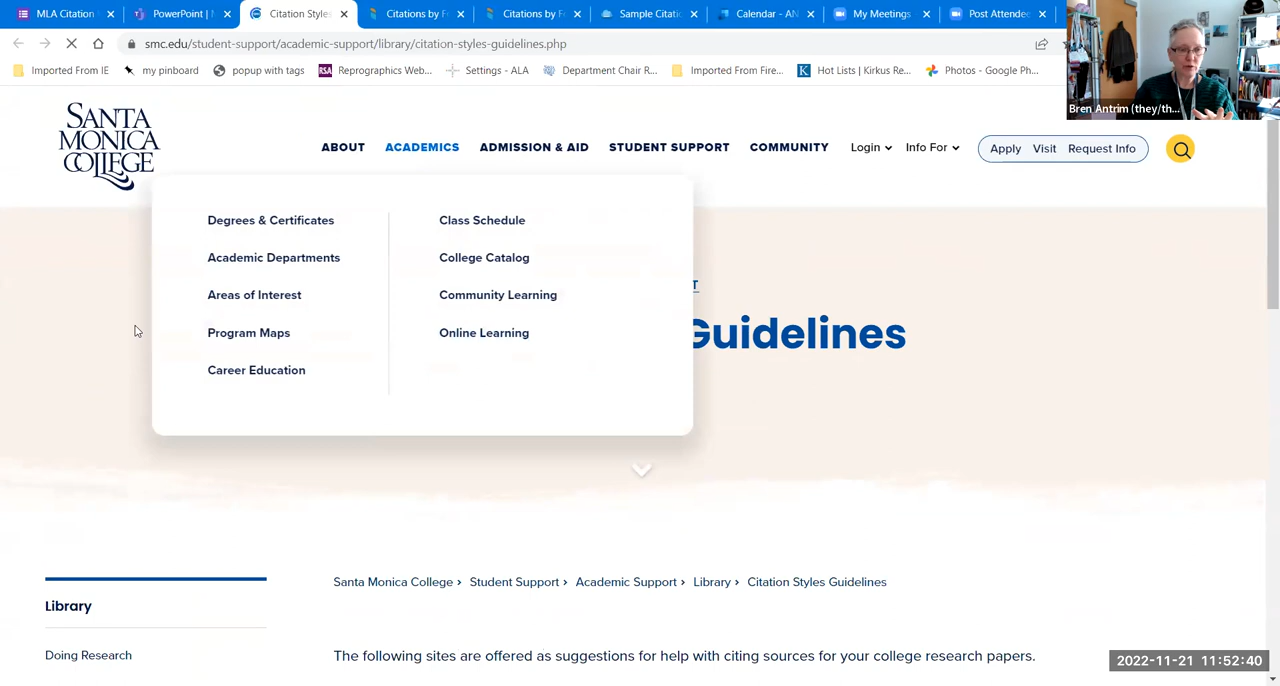 MLA Citation
PowerPoint |
Citation Style
Citations by F
Citations by F
Sample Citatio
Calendar - AN
My Meetings
Post Attendee
smc.edu/student-support/academic-support/library/citation-styles-guidelines.php
Imported From IE
my pinboard
popup with tags
RSA Reprographics Web...
Settings - ALA
Department Chair R...
Imported From Fire...
K Hot Lists | Kirkus Re...
Photos - Google Ph...
Bren Antrim (they/th...
SANTA
MONICA
COLLEGE
ABOUT ACADEMICS ADMISSION & AID STUDENT SUPPORT COMMUNITY Login Info For Apply Visit Request Info
Degrees & Certificates
Academic Departments
Areas of Interest
Program Maps
Career Education
Class Schedule
College Catalog
Community Learning
Online Learning
T
Guidelines
Santa Monica College › Student Support › Academic Support › Library › Citation Styles Guidelines
Library
Doing Research
The following sites are offered as suggestions for help with citing sources for your college research papers.
2022-11-21 11:52:40